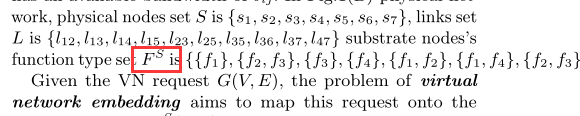 work, physical nodes set S is {s₁, s₂, s₃, s₄, s₅, s₆, s₇}, links set
L is {l₁₂, l₁₃, l₁₄, l₁₅, l₂₃, l₂₅, l₃₅, l₃₆, l₃₇, l₄₇} substrate nodes's
function type set Fˢ is {{f₁}, {f₂, f₃}, {f₃}, {f₄}, {f₁, f₂}, {f₁, f₄}, {f₂, f₃}
Given the VN request G(V, E), the problem of virtual
network embedding aims to map this request onto the